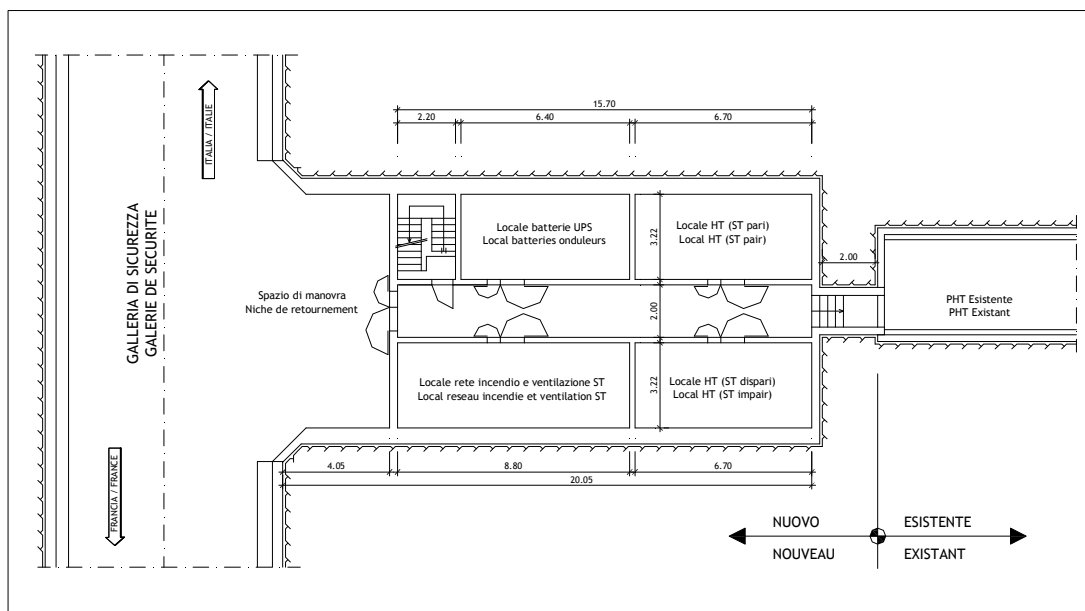 15.70
2.20
6.40
6.70
ITALIA / ITALIE
GALLERIA DI SICUREZZA
GALERIE DE SECURITE
Locale batterie UPS
Local batteries onduleurs
3.22
Locale HT (ST pari)
Local HT (ST pair)
2.00
Spazio di manovra
Niche de retournement
2.00
PHT Esistente
PHT Existant
Locale rete incendio e ventilazione ST
Local reseau incendie et ventilation ST
3.22
Locale HT (ST dispari)
Local HT (ST impair)
FRANCIA / FRANCE
4.05
8.80
6.70
20.05
NUOVO
ESISTENTE
NOUVEAU
EXISTANT